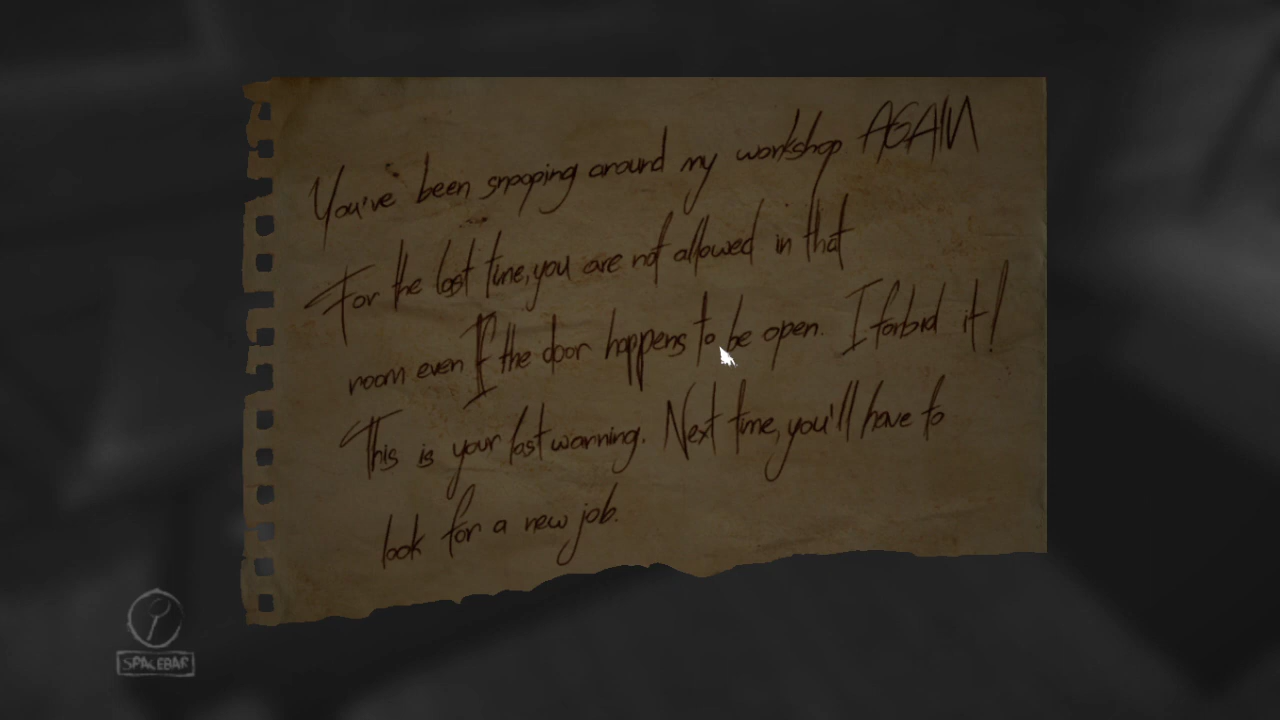 You've been snooping around my workshop AGAIN
For the last time, you are not allowed in that
room even If the door happens to be open. I forbid it!
This is your last warning. Next time, you'll have to
look for a new job.
SPACEBAR